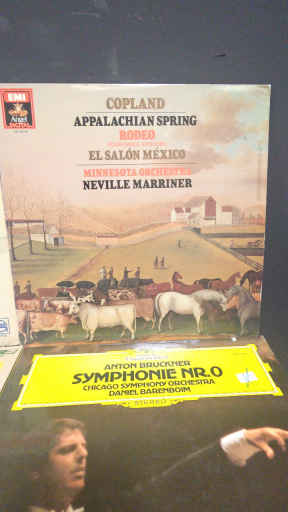 EMI
Angel
COPLAND
APPALACHIAN SPRING
RODEO
EL SALÓN MÉXICO
MINNESOTA ORCHESTRA
NEVILLE MARRINER
ANTON BRUCKNER
SYMPHONIE NR.0
CHICAGO SYMPHONY ORCHESTRA
DANIEL BARENBOIM
STEREO